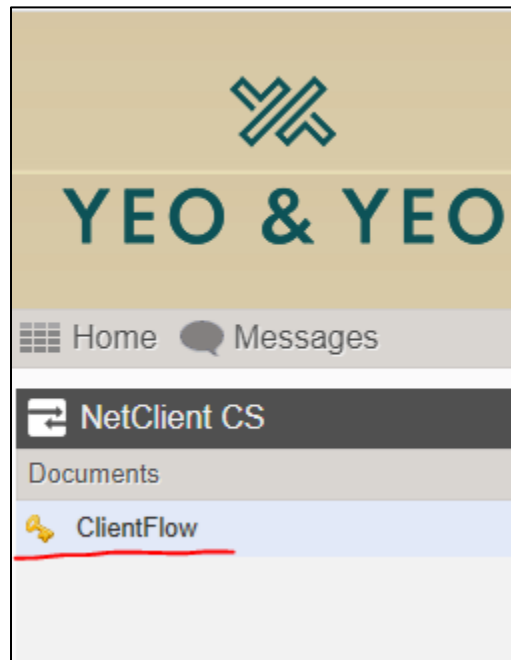 YEO & YEO
Home Messages
NetClient CS
Documents
ClientFlow